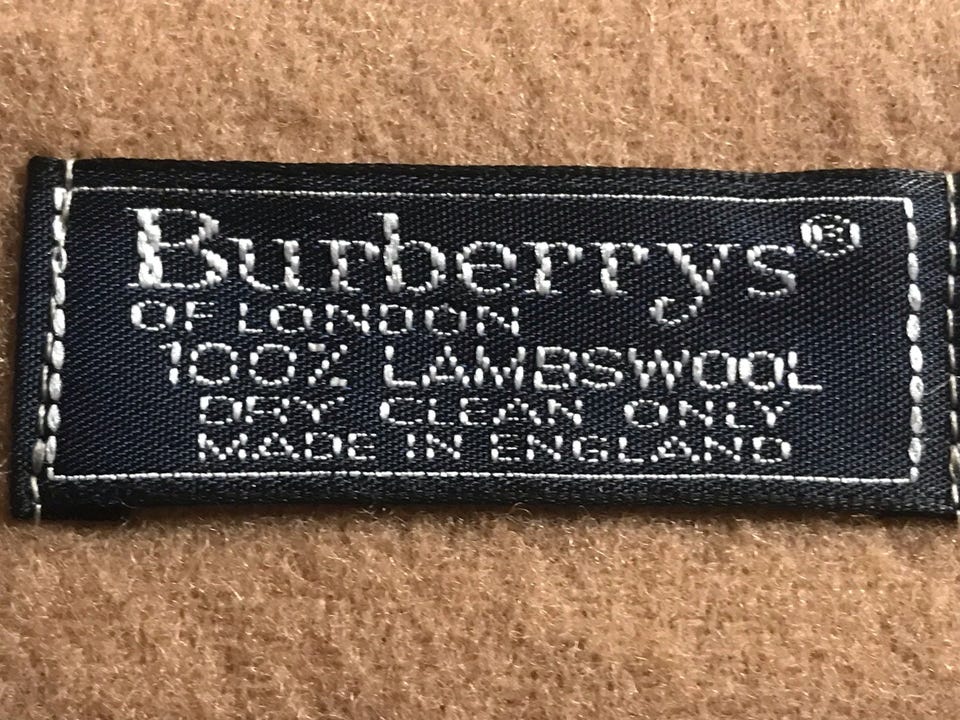 Burberrys®
OF LONDON
100% LAMBSWOOL
DRY CLEAN ONLY
MADE IN ENGLAND